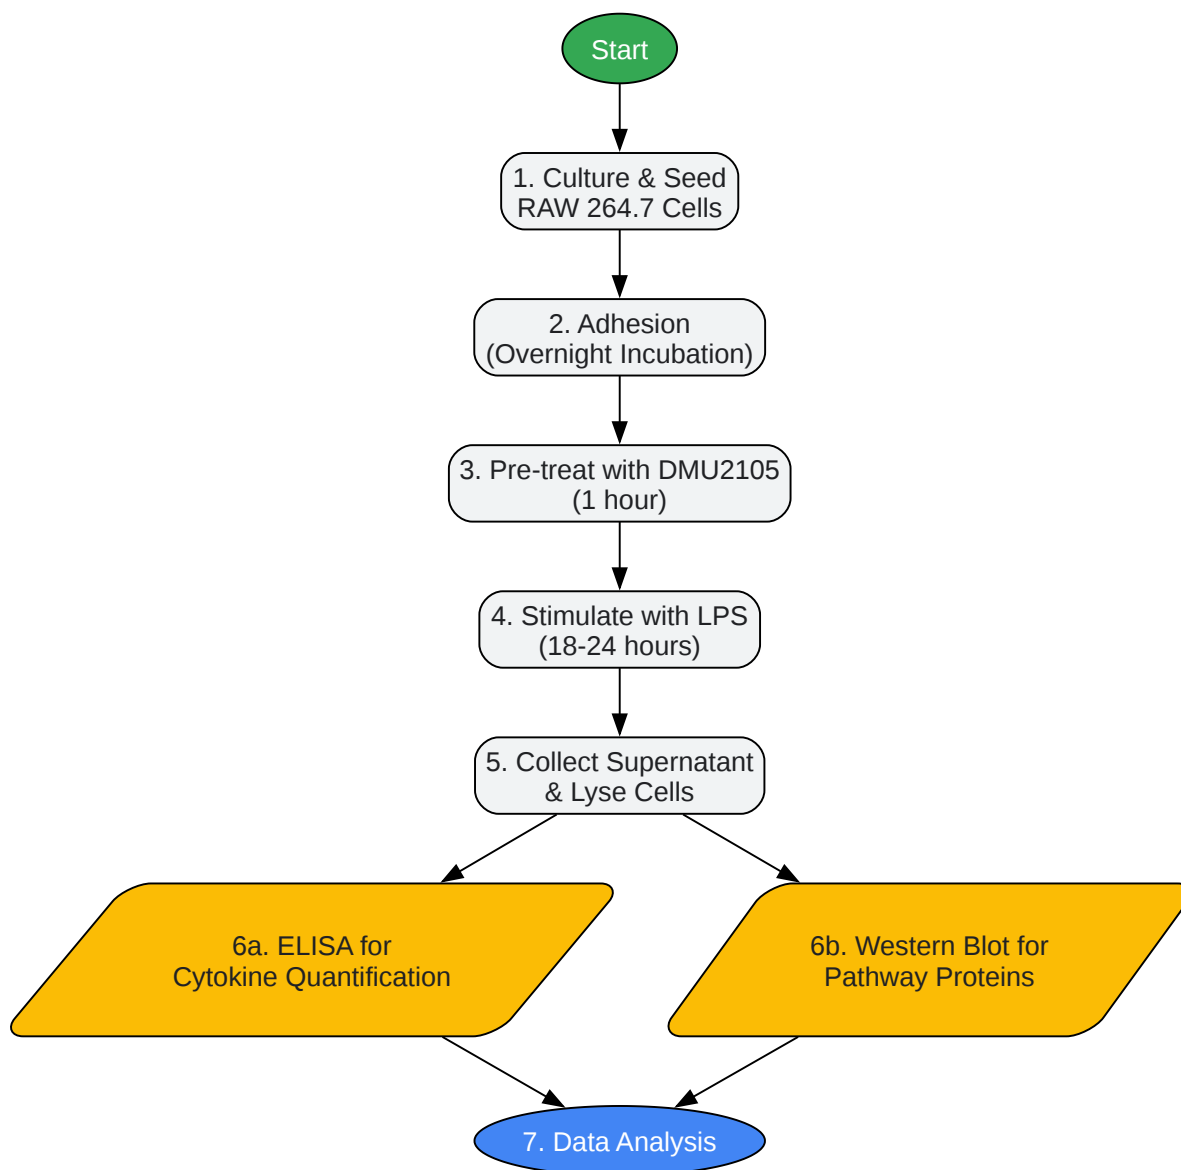 Start
1. Culture & Seed
RAW 264.7 Cells
2. Adhesion
(Overnight Incubation)
3. Pre-treat with DMU2105
(1 hour)
4. Stimulate with LPS
(18-24 hours)
5. Collect Supernatant
& Lyse Cells
6a. ELISA for
Cytokine Quantification
6b. Western Blot for
Pathway Proteins
7. Data Analysis